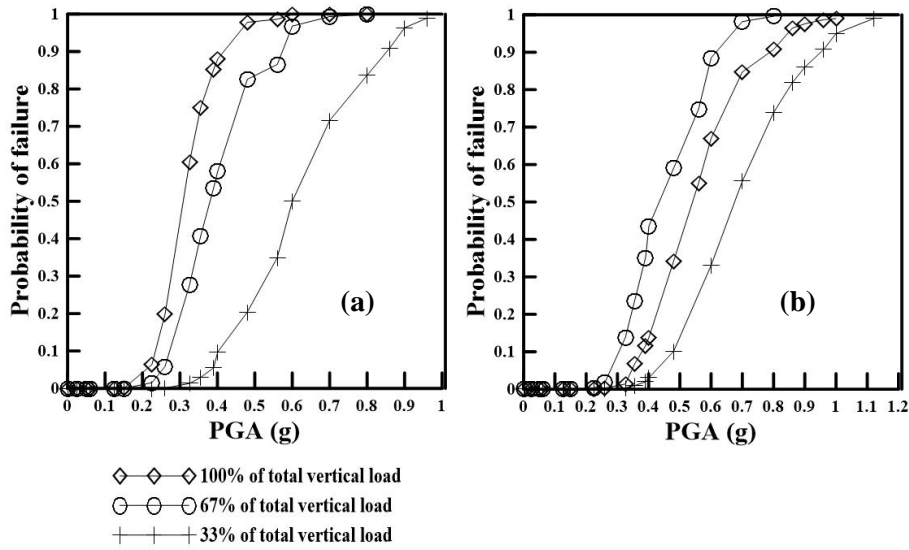 1
0.9
0.8
0.7
0.6
0.5
0.4
0.3
0.2
0.1
0
Probability of failure
(a)
0 0.1 0.2 0.3 0.4 0.5 0.6 0.7 0.8 0.9 1
PGA (g)
1
0.9
0.8
0.7
0.6
0.5
0.4
0.3
0.2
0.1
0
Probability of failure
(b)
0 0.1 0.2 0.3 0.4 0.5 0.6 0.7 0.8 0.9 1 1.1 1.2
PGA (g)
100% of total vertical load
67% of total vertical load
33% of total vertical load